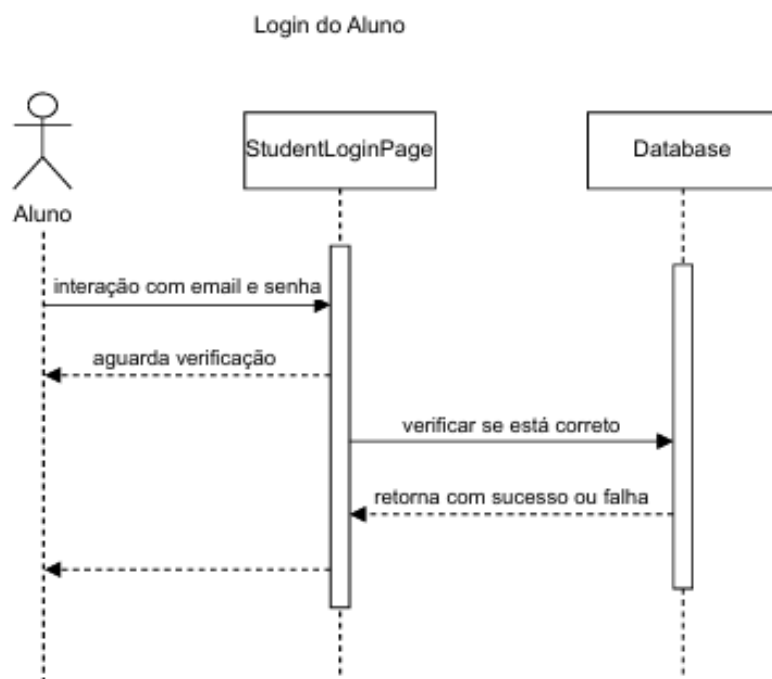 Login do Aluno
StudentLoginPage
Database
Aluno
interação com email e senha
aguarda verificação
verificar se está correto
retorna com sucesso ou falha